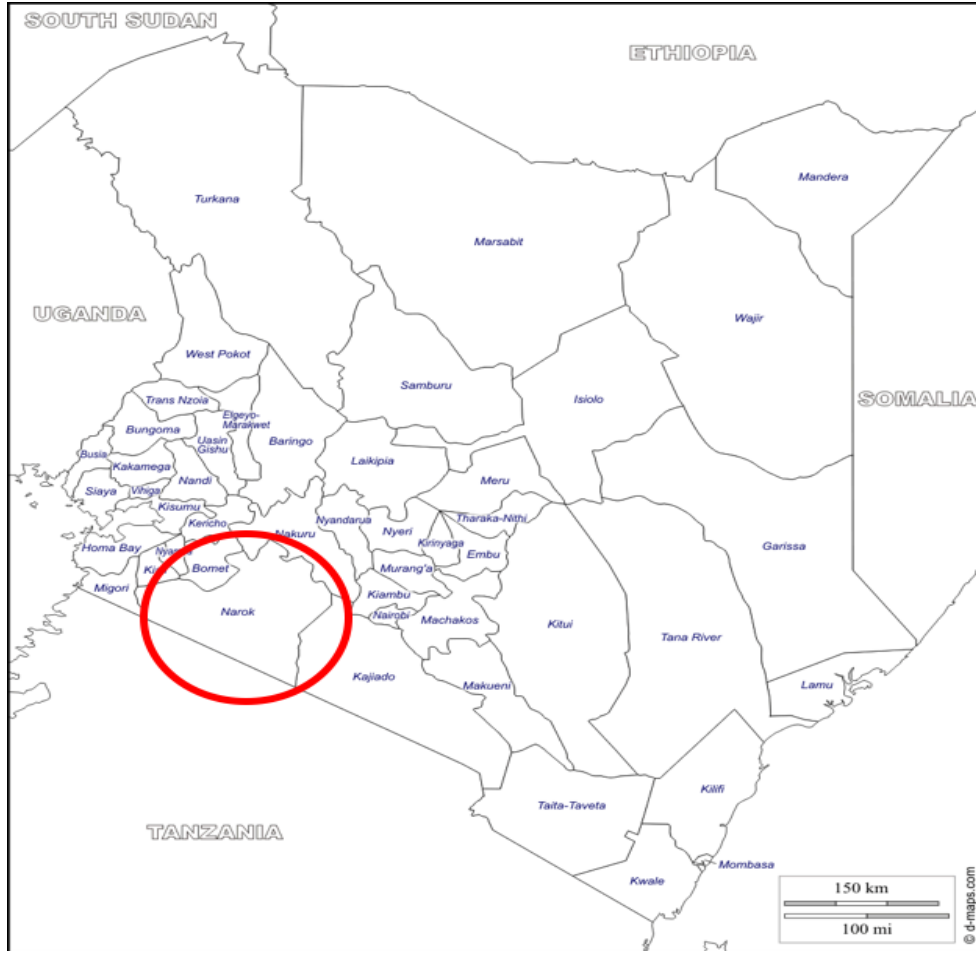 SOUTH SUDAN
ETHIOPIA
Mandera
Turkana
Marsabit
UGANDA
Wajir
West Pokot
Samburu
SOMALIA
Isiolo
Trans Nzoia
Elgeyo-
Marakwet
Bungoma
Uasin
Gishu
Baringo
Busia
Kakamega
Laikipia
Nandi
Meru
Siaya
Vihiga
Kisumu
Kericho
Nyandarua
Tharaka-Nithi
Nakuru
Nyeri
Kirinyaga
Homa Bay
Embu
Garissa
Bomet
Murang'a
Migori
Kiambu
Narok
Nairobi
Machakos
Kitui
Tana River
Kajiado
Makueni
Lamu
Kilifi
Taita-Taveta
TANZANIA
Mombasa
Kwale
150 km
100 mi
© d-maps.com